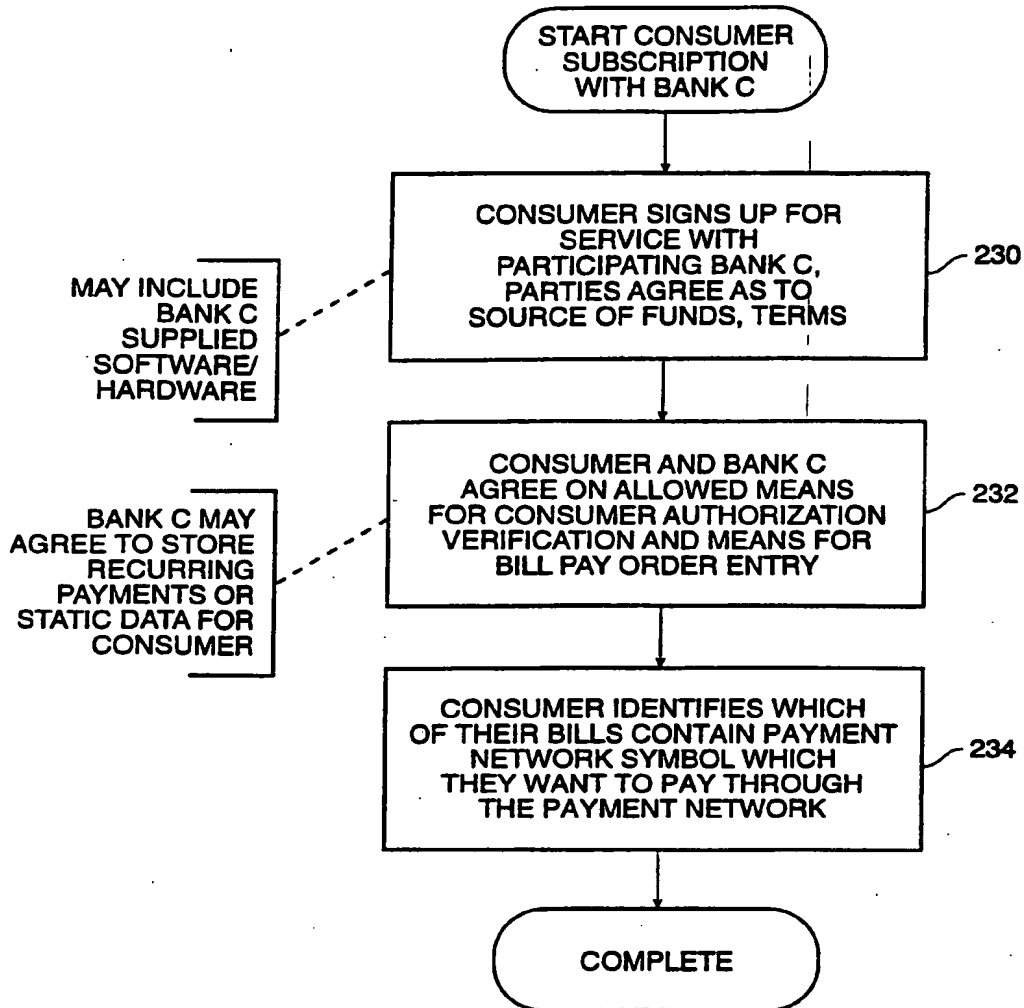 START CONSUMER
SUBSCRIPTION
WITH BANK C
CONSUMER SIGNS UP FOR
SERVICE WITH
PARTICIPATING BANK C,
PARTIES AGREE AS TO
SOURCE OF FUNDS, TERMS
230
MAY INCLUDE
BANK C
SUPPLIED
SOFTWARE/
HARDWARE
CONSUMER AND BANK C
AGREE ON ALLOWED MEANS
FOR CONSUMER AUTHORIZATION
VERIFICATION AND MEANS FOR
BILL PAY ORDER ENTRY
232
BANK C MAY
AGREE TO STORE
RECURRING
PAYMENTS OR
STATIC DATA FOR
CONSUMER
CONSUMER IDENTIFIES WHICH
OF THEIR BILLS CONTAIN PAYMENT
NETWORK SYMBOL WHICH
THEY WANT TO PAY THROUGH
THE PAYMENT NETWORK
234
COMPLETE